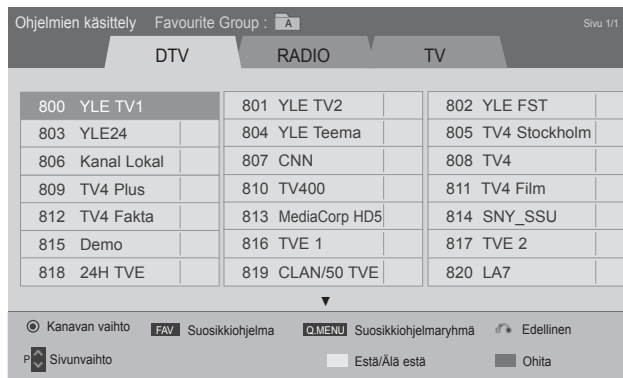 Ohjelmien käsittely Favourite Group : A Sivu 1/1
DTV RADIO TV
800 YLE TV1 801 YLE TV2 802 YLE FST
803 YLE24 804 YLE Teema 805 TV4 Stockholm
806 Kanal Lokal 807 CNN 808 TV4
809 TV4 Plus 810 TV400 811 TV4 Film
812 TV4 Fakta 813 MediaCorp HD5 814 SNY_SSU
815 Demo 816 TVE 1 817 TVE 2
818 24H TVE 819 CLAN/50 TVE 820 LA7
Kanavan vaihto FAV Suosikkiohjelma Q.MENU Suosikkiohjelmaryhmä Edellinen
P Sivunvaihto Estä/Älä estä Ohita